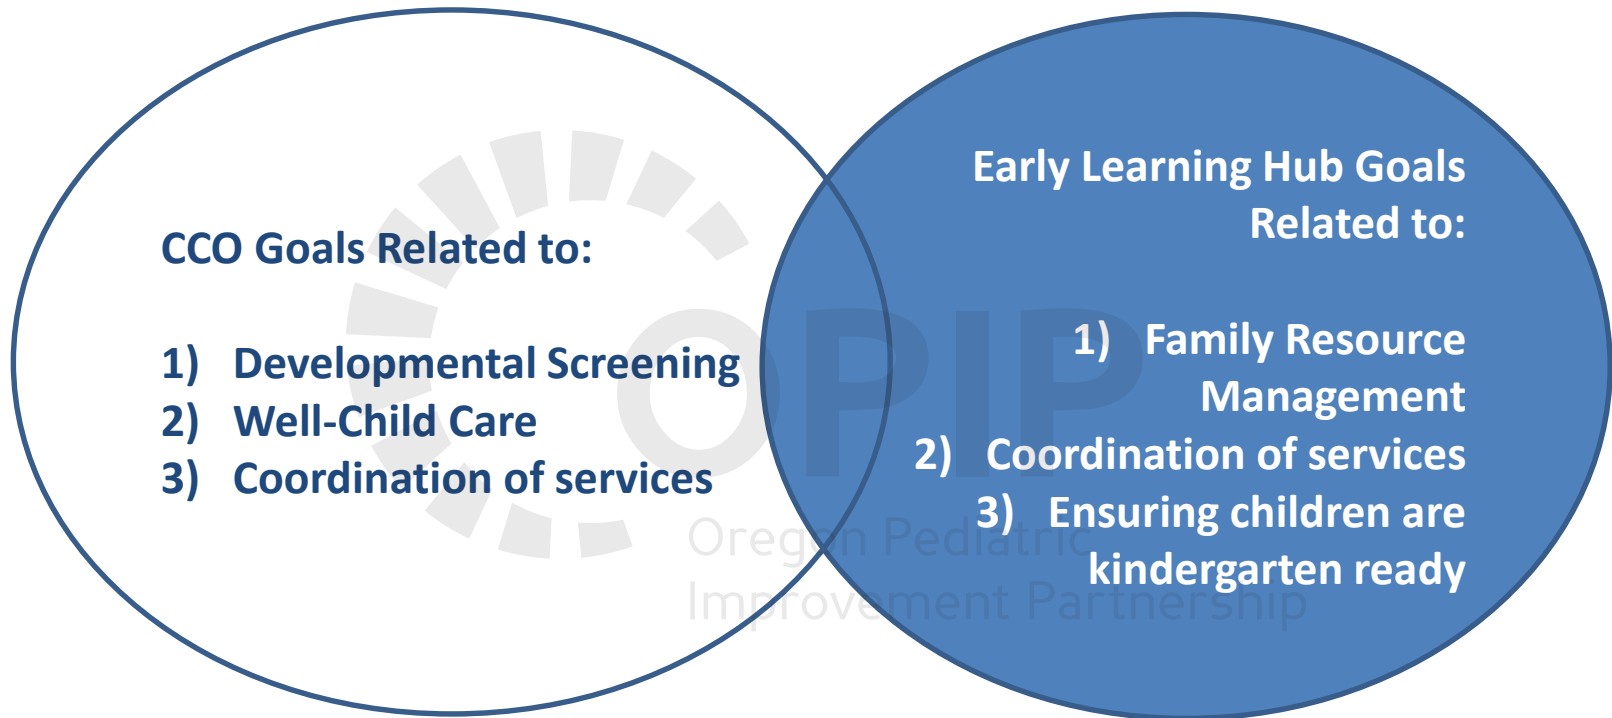 CCO Goals Related to:
1) Developmental Screening
2) Well-Child Care
3) Coordination of services
Early Learning Hub Goals
Related to:
1) Family Resource
Management
2) Coordination of services
3) Ensuring children are
kindergarten ready
OPIP
Oregon Pediatric
Improvement Partnership